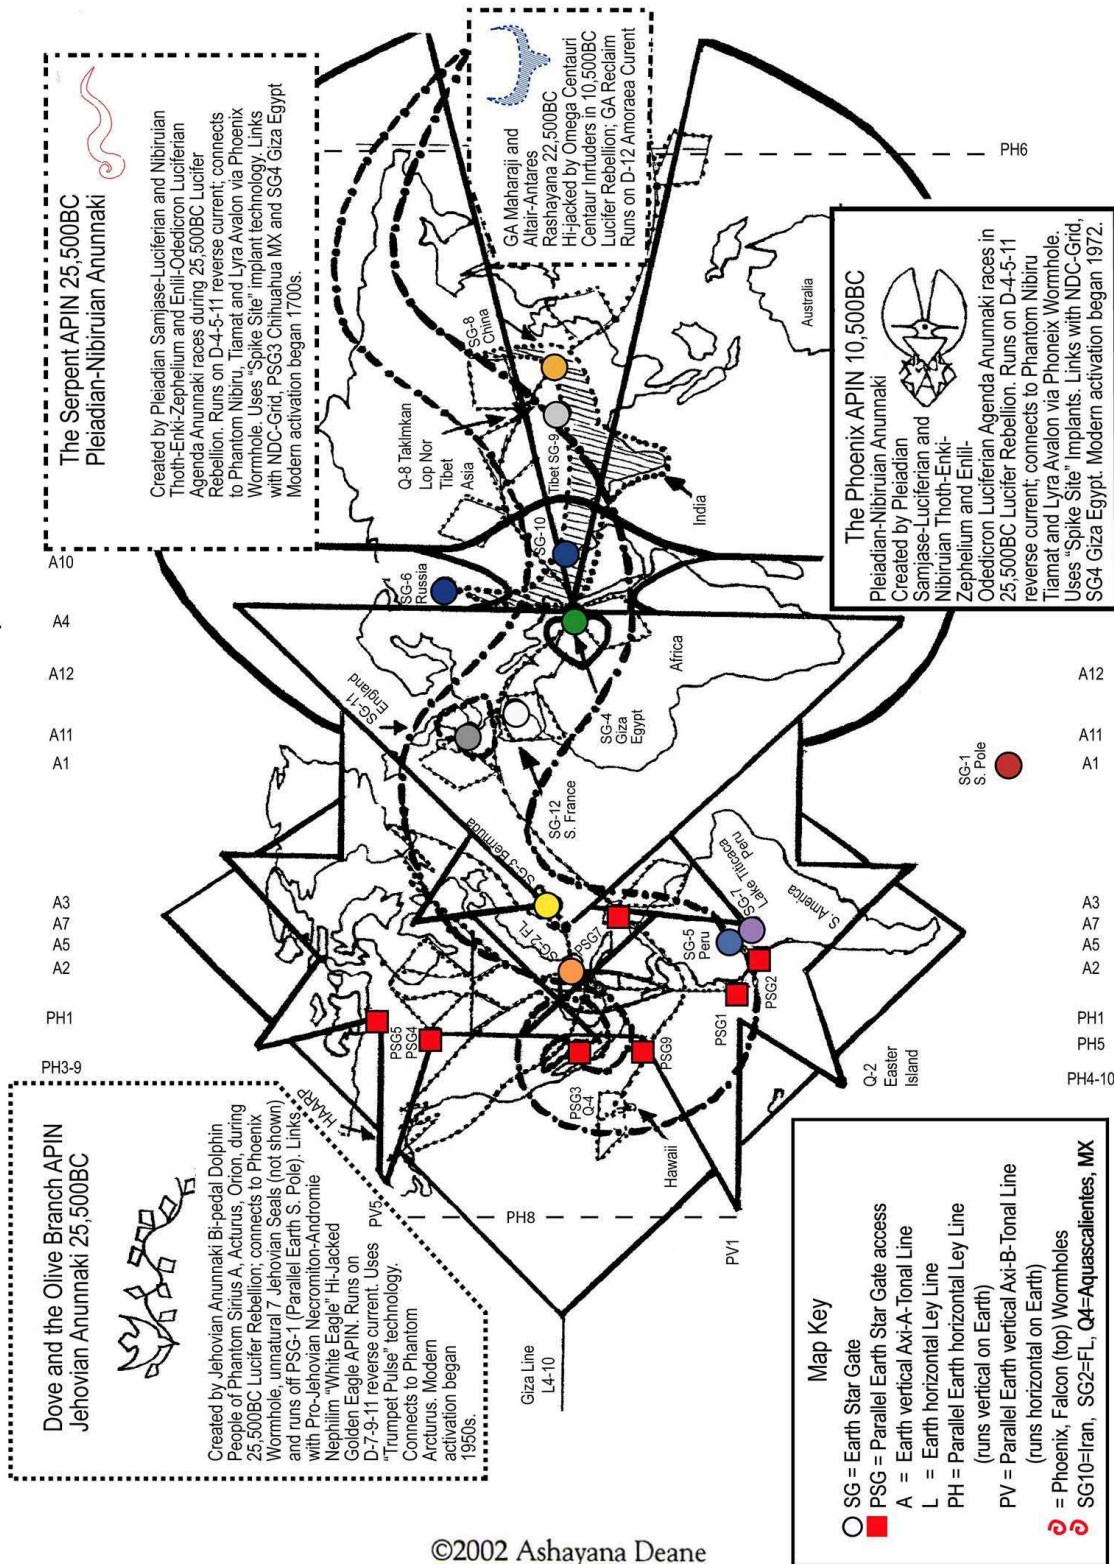 Dove and the Olive Branch APIN
Jehovian Anunnaki 25,500BC
Created by Jehovian Anunnaki Bi-pedal Dolphin
People of Phantom Sirius A, Acturus, Orion, during
25,500BC Lucifer Rebellion; connects to Phoenix
Wormhole, unnatural 7 Jehovian Seals (not shown)
and runs off PSG-1 (Parallel Earth S. Pole). Links
with Pro-Jehovian Necromiton-Andromie
Nephilim "White Eagle" Hi-Jacked
Golden Eagle APIN. Runs on
D-7-9-11 reverse current. Uses
"Trumpet Pulse" technology.
Connects to Phantom
Arcturus. Modern
activation began
1950s.
The Serpent APIN 25,500BC
Pleiadian-Nibiruian Anunnaki
Created by Pleiadian Samjase-Luciferian and Nibiruian
Thoth-Enki-Zephelium and Enlil-Odedicron Luciferian
Agenda Anunnaki races during 25,500BC Lucifer
Rebellion. Runs on D-4-5-11 reverse current; connects
to Phantom Nibiru, Tiamat and Lyra Avalon via Phoenix
Wormhole. Uses "Spike Site" implant technology. Links
with NDC-Grid, PSG3 Chihuahua MX and SG4 Giza Egypt
Modern activation began 1700s.
GA Maharaji and
Altair-Antares
Rashayana 22,500BC
Hi-jacked by Omega Centauri
Centaur Inrtuders in 10,500BC
Lucifer Rebellion; GA Reclaim
Runs on D-12 Amoraea Curent
The Phoenix APIN 10,500BC
Pleiadian-Nibiruian Anunnaki
Created by Pleiadian
Samjase-Luciferian and
Nibiruian Thoth-Enki-
Zephelium and Enlil-
Odedicron Luciferian Agenda Anunnaki races in
25,500BC Lucifer Rebellion. Runs on D-4-5-11
reverse current; connects to Phantom Nibiru
Tiamat and Lyra Avalon via Phoneix Wormhole.
Uses "Spike Site" Implants. Links with NDC-Grid,
SG4 Giza Egypt. Modern activation began 1972.
Map Key
SG = Earth Star Gate
PSG = Parallel Earth Star Gate access
A = Earth vertical Axi-A-Tonal Line
L = Earth horizontal Ley Line
PH = Parallel Earth horizontal Ley Line
(runs vertical on Earth)
PV = Parallel Earth vertical Axi-B-Tonal Line
(runs horizontal on Earth)
= Phoenix, Falcon (top) Wormholes
SG10=Iran, SG2=FL, Q4=Aquascalientes, MX
PH3-9
PH1
A2
A5
A7
A3
A1
A11
A12
A4
A10
HAARP
PV5
PH8
PV1
Giza Line
L4-10
PSG5
PSG4
PSG3
Q-4
PSG9
Hawaii
SG-2 FL
SG-3 Bermuda
PSG7
PSG1
PSG2
SG-5
Peru
SG-7
Lake Titicaca
Peru
S. America
Q-2
Easter
Island
SG-11
England
SG-12
S. France
SG-4
Giza
Egypt
Africa
SG-6
Russia
SG-10
Q-8 Takimkan
Lop Nor
Tibet
Asia
Tibet SG-9
SG-8
China
India
Australia
PH6
SG-1
S. Pole
PH4-10
PH5
PH1
A2
A5
A7
A3
A1
A11
A12
©2002 Ashayana Deane